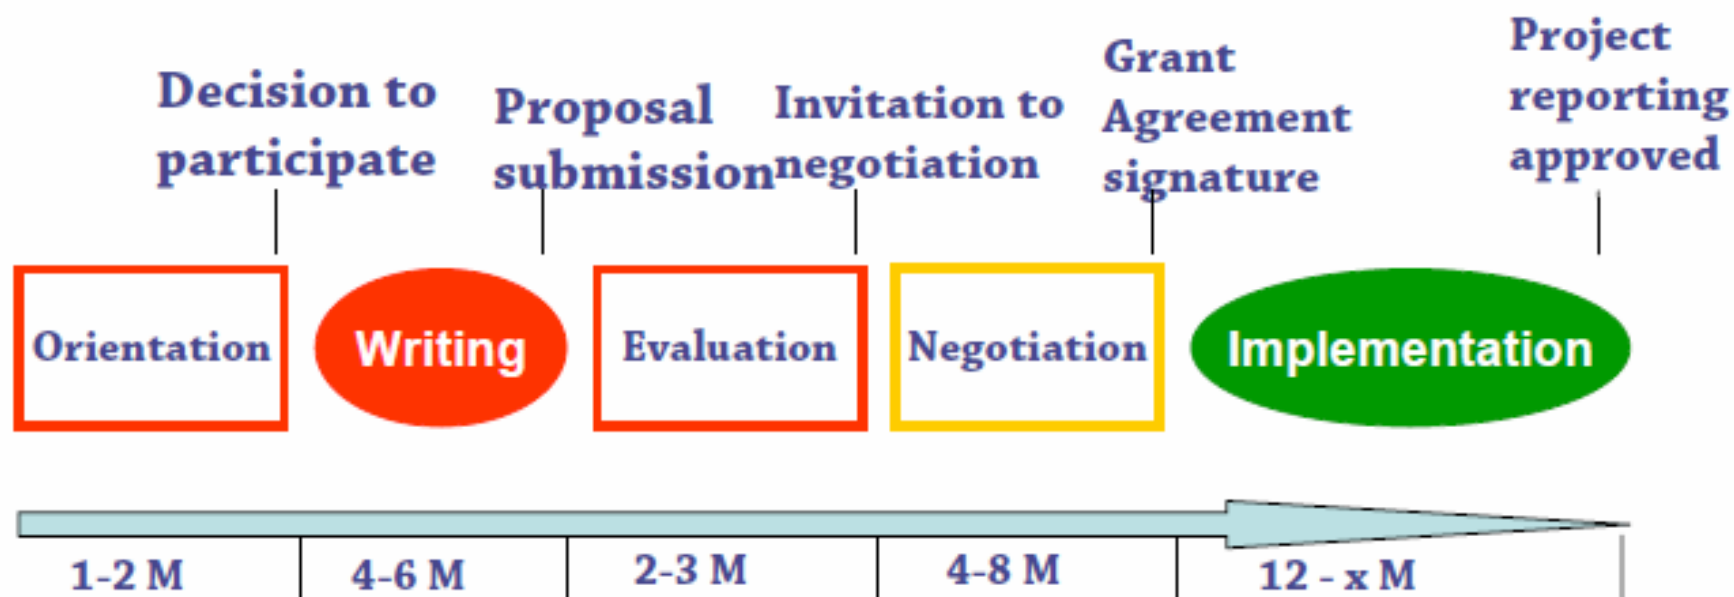 Decision to
participate
Proposal
submission
Invitation to
negotiation
Grant
Agreement
signature
Project
reporting
approved
Orientation
Writing
Evaluation
Negotiation
Implementation
1-2 M
4-6 M
2-3 M
4-8 M
12 - x M